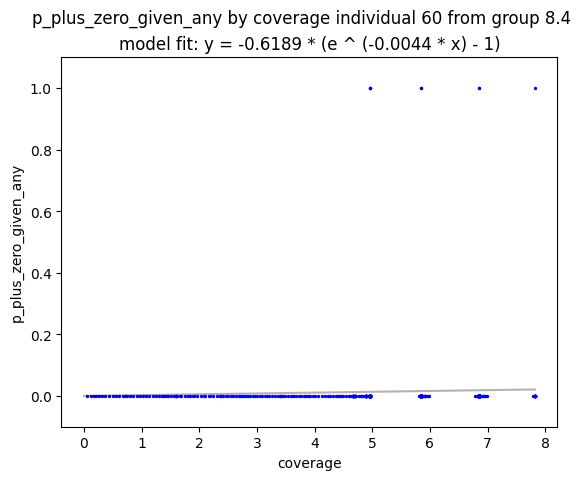 p_plus_zero_given_any by coverage individual 60 from group 8.4
model fit: y = -0.6189 * (e ^ (-0.0044 * x) - 1)
1.0
0.8
0.6
0.4
0.2
0.0
p_plus_zero_given_any
0 1 2 3 4 5 6 7 8
coverage